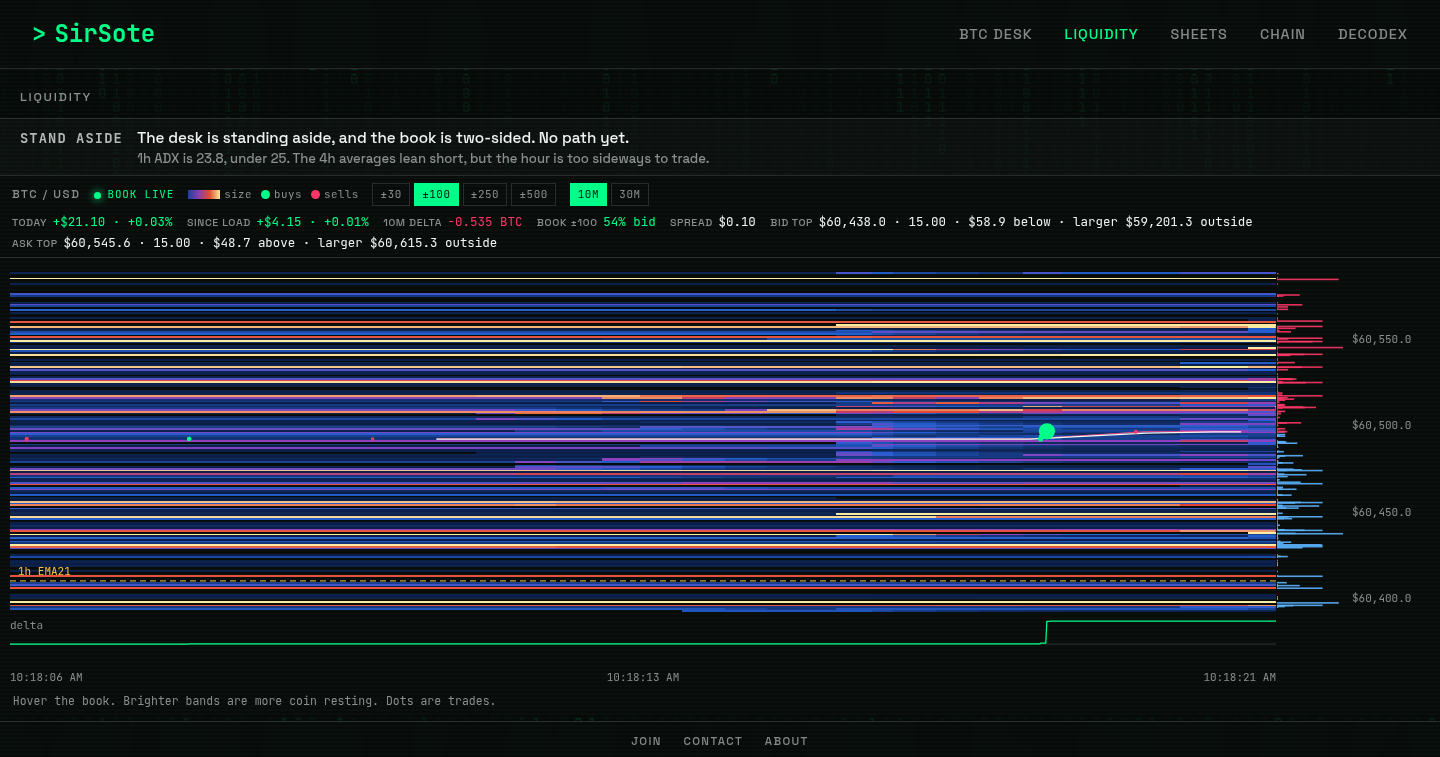 > SirSote
BTC DESK LIQUIDITY SHEETS CHAIN DECODEX
LIQUIDITY
STAND ASIDE The desk is standing aside, and the book is two-sided. No path yet.
1h ADX is 23.8, under 25. The 4h averages lean short, but the hour is too sideways to trade.
BTC / USD BOOK LIVE size buys sells ±30 ±100 ±250 ±500 10M 30M
TODAY +$21.10 · +0.03% SINCE LOAD +$4.15 · +0.01% 10M DELTA -0.535 BTC BOOK ±100 54% bid SPREAD $0.10 BID TOP $60,438.0 · 15.00 · $58.9 below · larger $59,201.3 outside
ASK TOP $60,545.6 · 15.00 · $48.7 above · larger $60,615.3 outside
$60,550.0
$60,500.0
$60,450.0
1h EMA21
$60,400.0
delta
10:18:06 AM 10:18:13 AM 10:18:21 AM
Hover the book. Brighter bands are more coin resting. Dots are trades.
JOIN CONTACT ABOUT